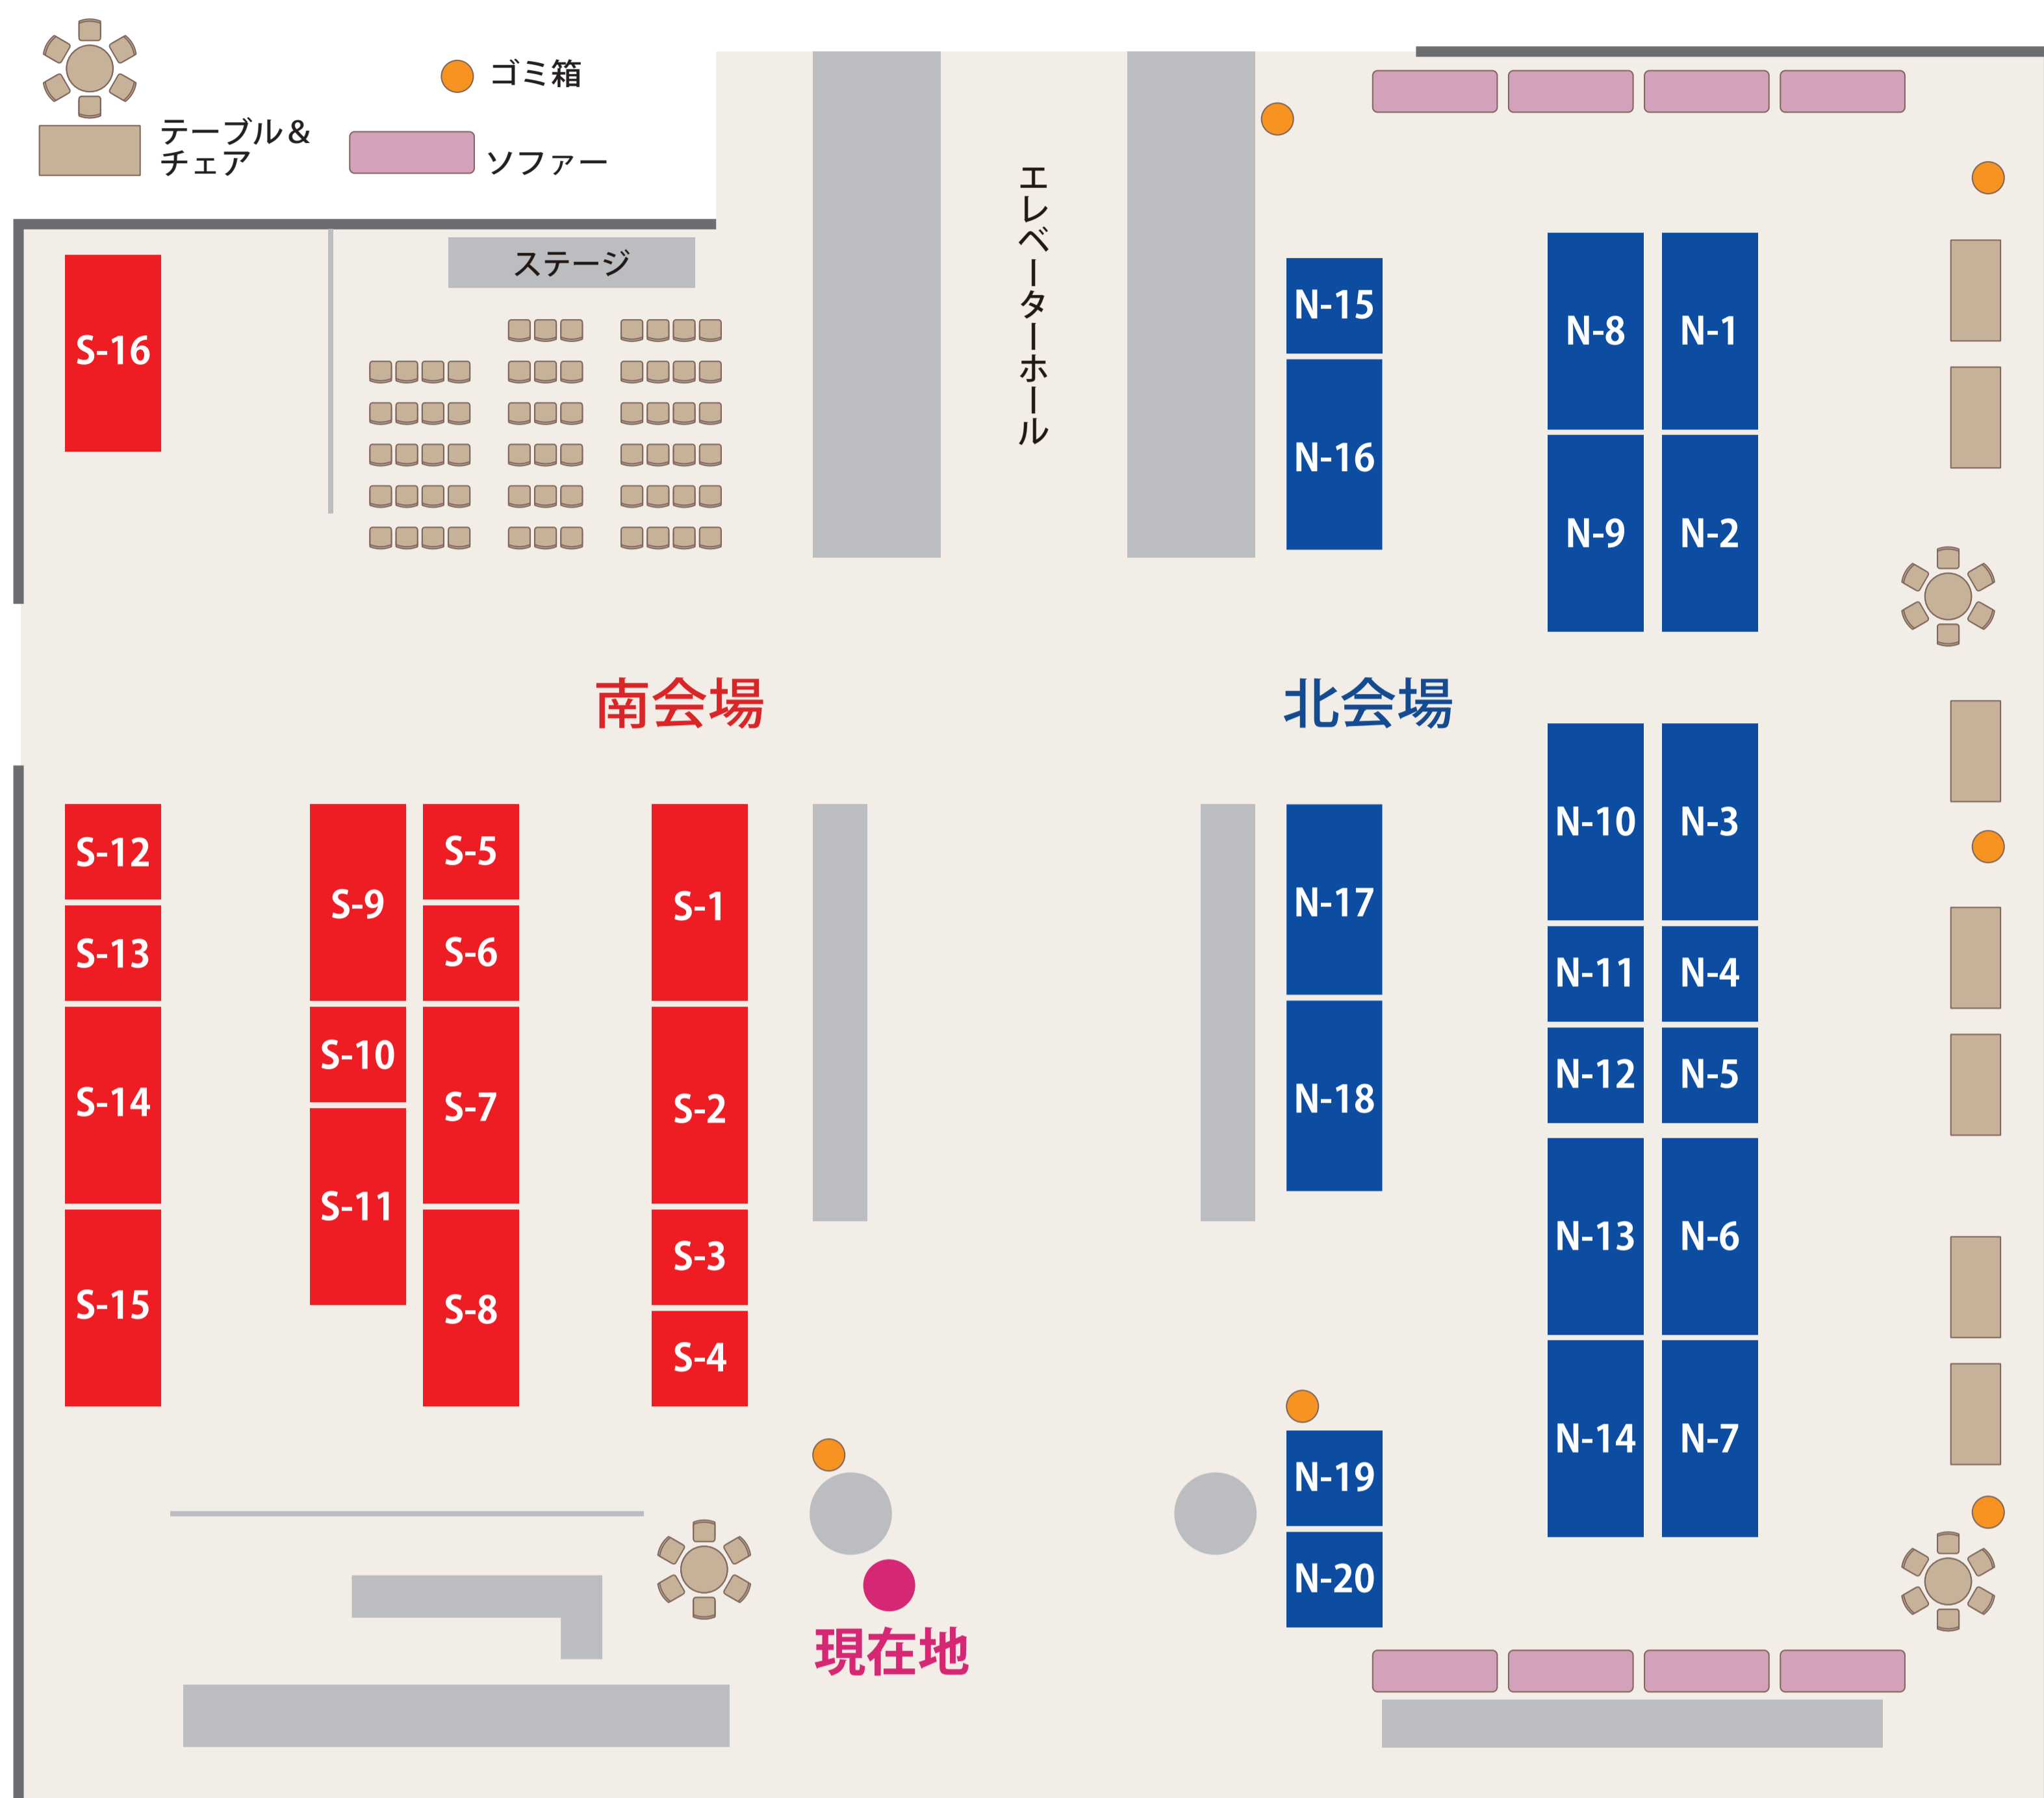 テーブル&
チェア
ゴミ箱
ソファー
ステージ
エレベーターホール
S-16
N-15
N-16
N-8
N-1
N-9
N-2
南会場
北会場
S-12
S-13
S-14
S-15
S-9
S-10
S-11
S-5
S-6
S-7
S-8
S-1
S-2
S-3
S-4
N-17
N-18
N-19
N-20
N-10
N-11
N-12
N-13
N-14
N-3
N-4
N-5
N-6
N-7
現在地